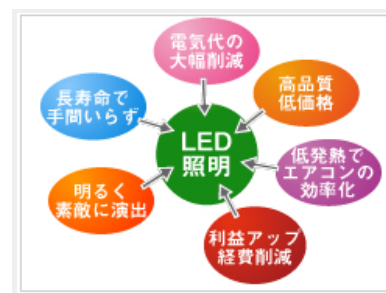 電気代の
大幅削減
高品質
低価格
長寿命で
手間いらず
LED
照明
低発熱で
エアコンの
効率化
明るく
素敵に演出
利益アップ
経費削減